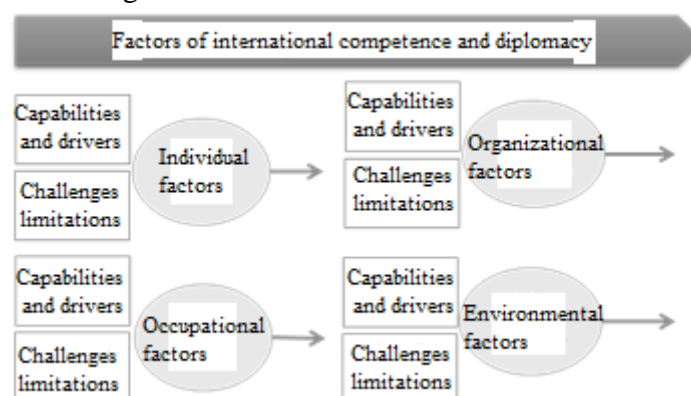 Factors of international competence and diplomacy
Capabilities
and drivers
Challenges
limitations
Individual
factors
Capabilities
and drivers
Challenges
limitations
Organizational
factors
Capabilities
and drivers
Challenges
limitations
Occupational
factors
Capabilities
and drivers
Challenges
limitations
Environmental
factors